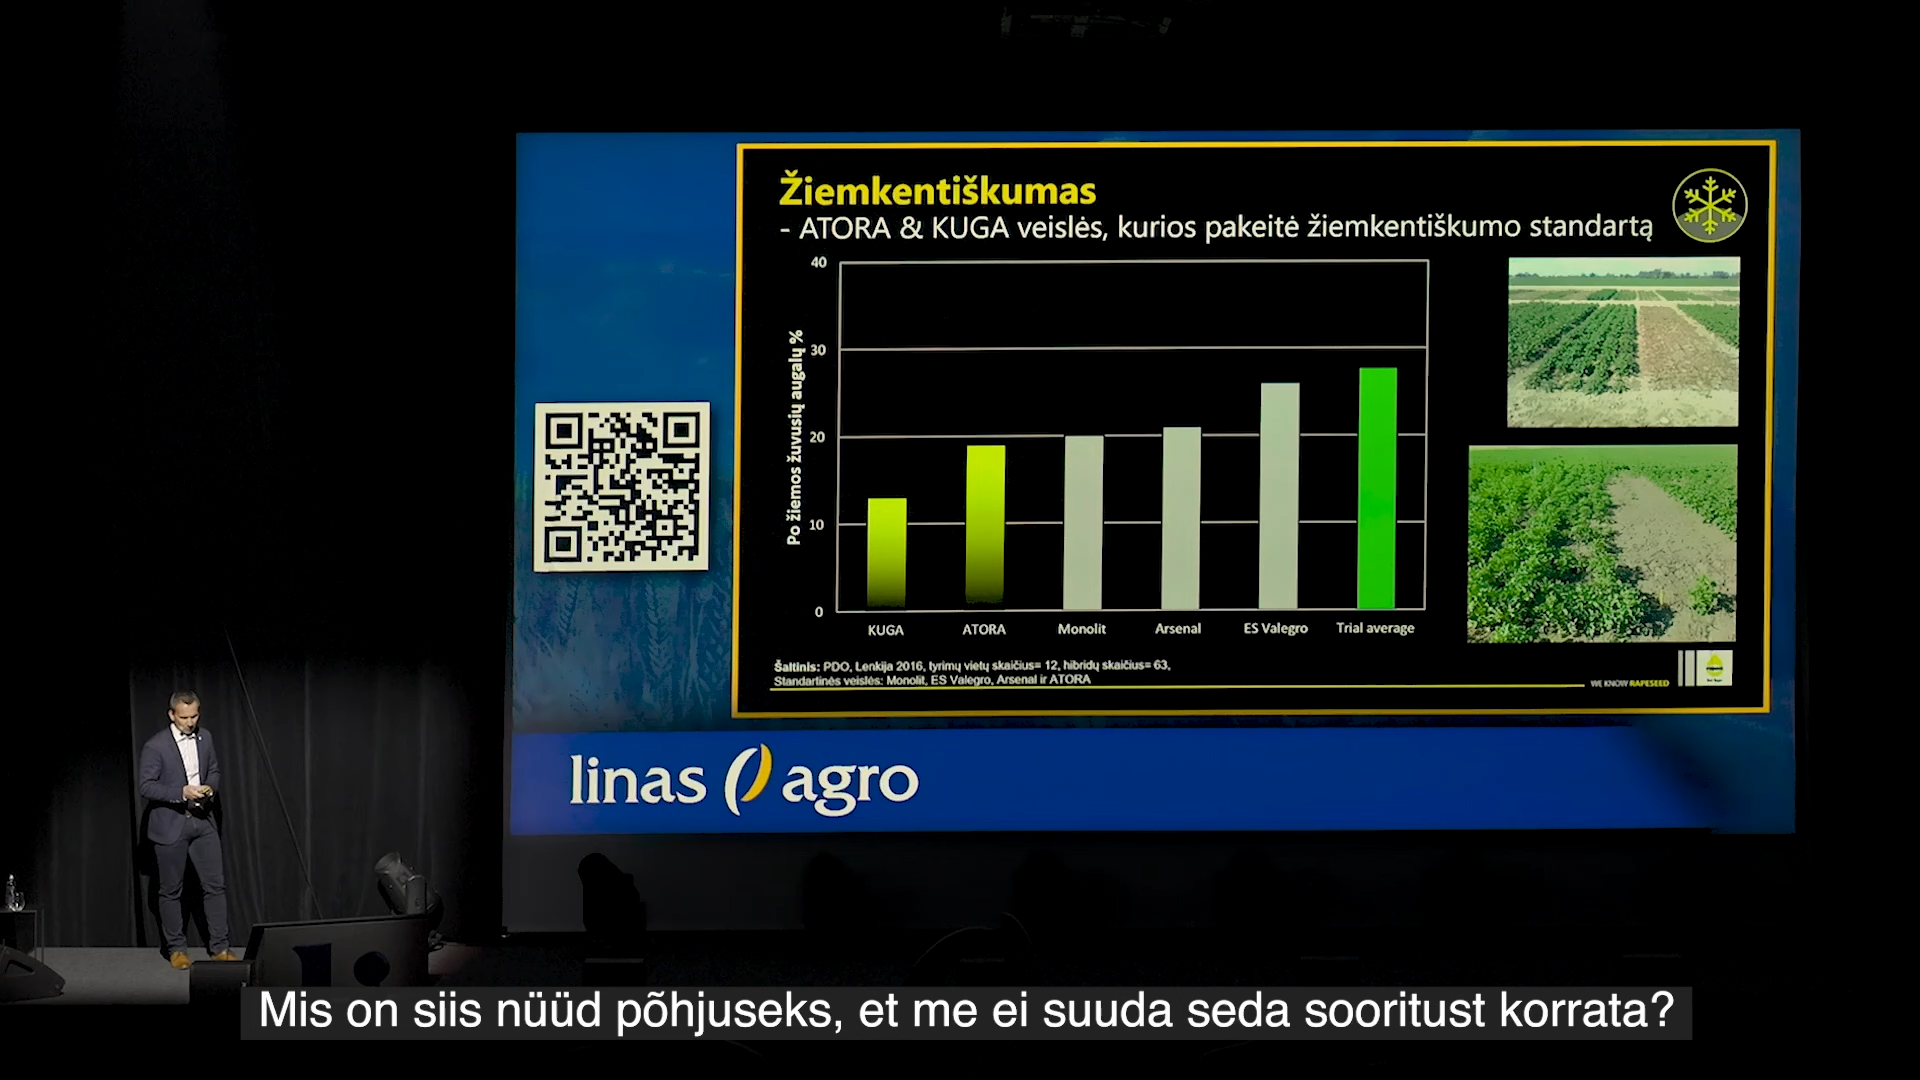 Žiemkentiškumas
- ATORA & KUGA veislės, kurios pakeitė žiemkentiškumo standartą
Po žiemos žuvusių augalų %
40
30
20
10
0
KUGA ATORA Monolit Arsenal ES Valegro Trial average
Šaltinis: PDO, Lenkija 2016, tyrimų vietų skaičius= 12, hibridų skaičius= 63,
Standartinės veislės: Monolit, ES Valegro, Arsenal ir ATORA
WE KNOW RAPESEED
linas agro
Mis on siis nüüd põhjuseks, et me ei suuda seda sooritust korrata?